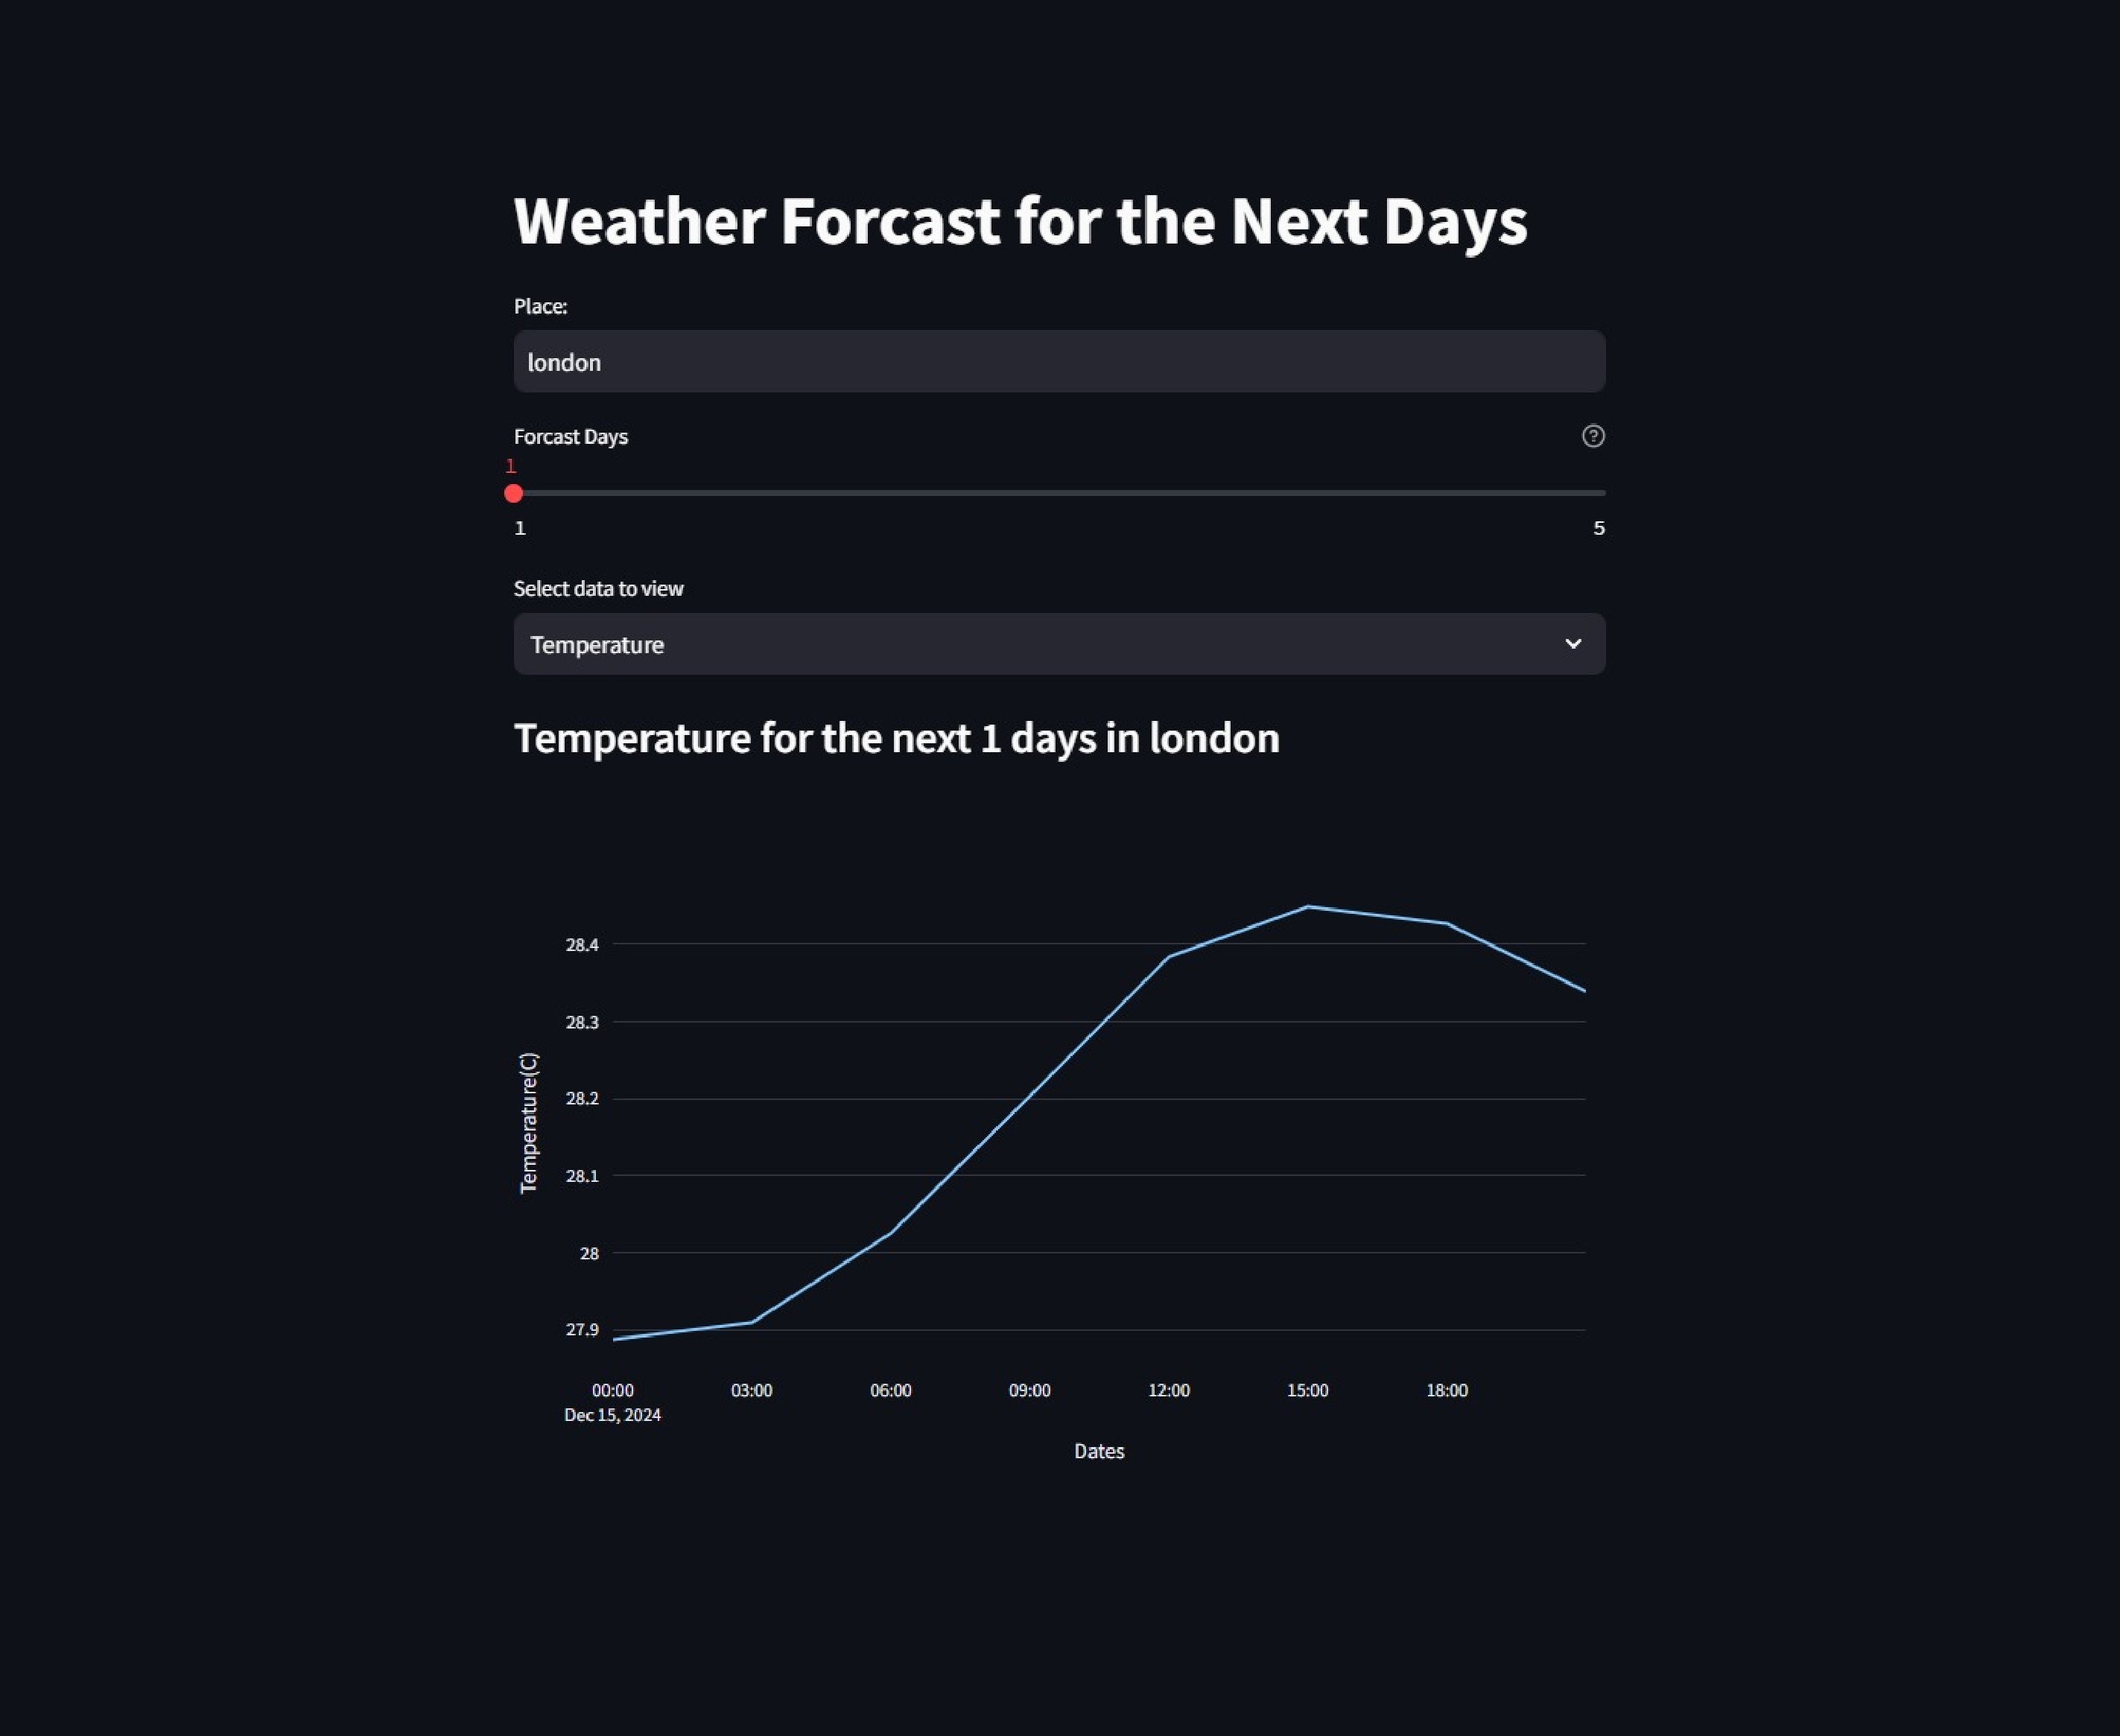 Weather Forcast for the Next Days
Place:
london
Forcast Days
?
1
1 5
Select data to view
Temperature
Temperature for the next 1 days in london
28.4
28.3
28.2
28.1
28
27.9
Temperature(C)
00:00 03:00 06:00 09:00 12:00 15:00 18:00
Dec 15, 2024
Dates